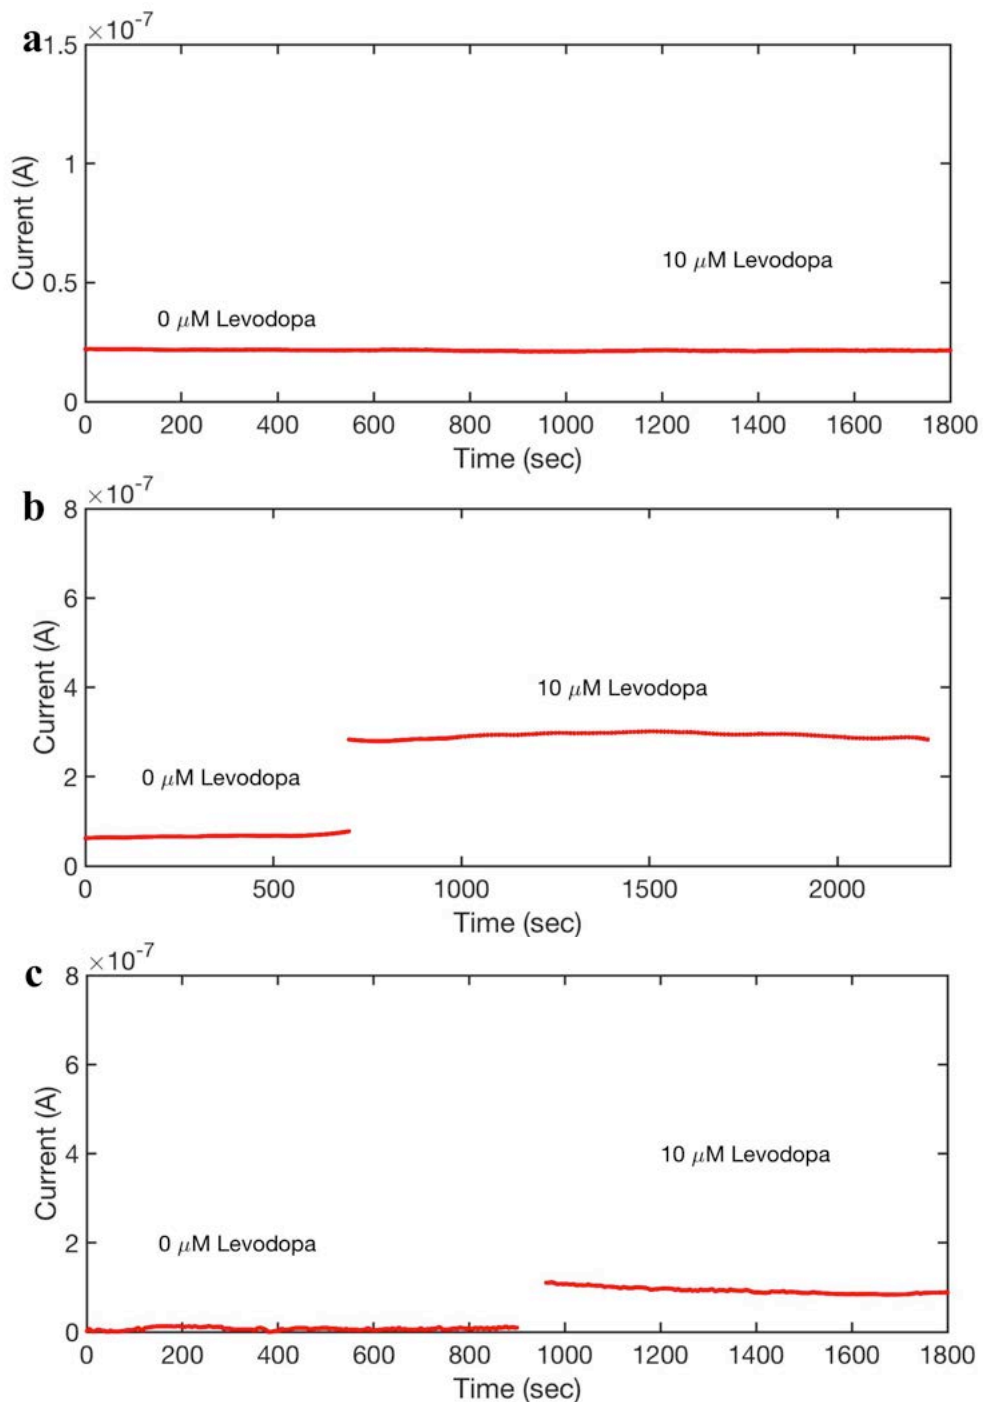 a
×10-7
1.5
1
0.5
0
Current (A)
0 μM Levodopa
10 μM Levodopa
0 200 400 600 800 1000 1200 1400 1600 1800
Time (sec)
b
×10-7
8
6
4
2
0
Current (A)
0 μM Levodopa
10 μM Levodopa
0 500 1000 1500 2000
Time (sec)
c
×10-7
8
6
4
2
0
Current (A)
0 μM Levodopa
10 μM Levodopa
0 200 400 600 800 1000 1200 1400 1600 1800
Time (sec)